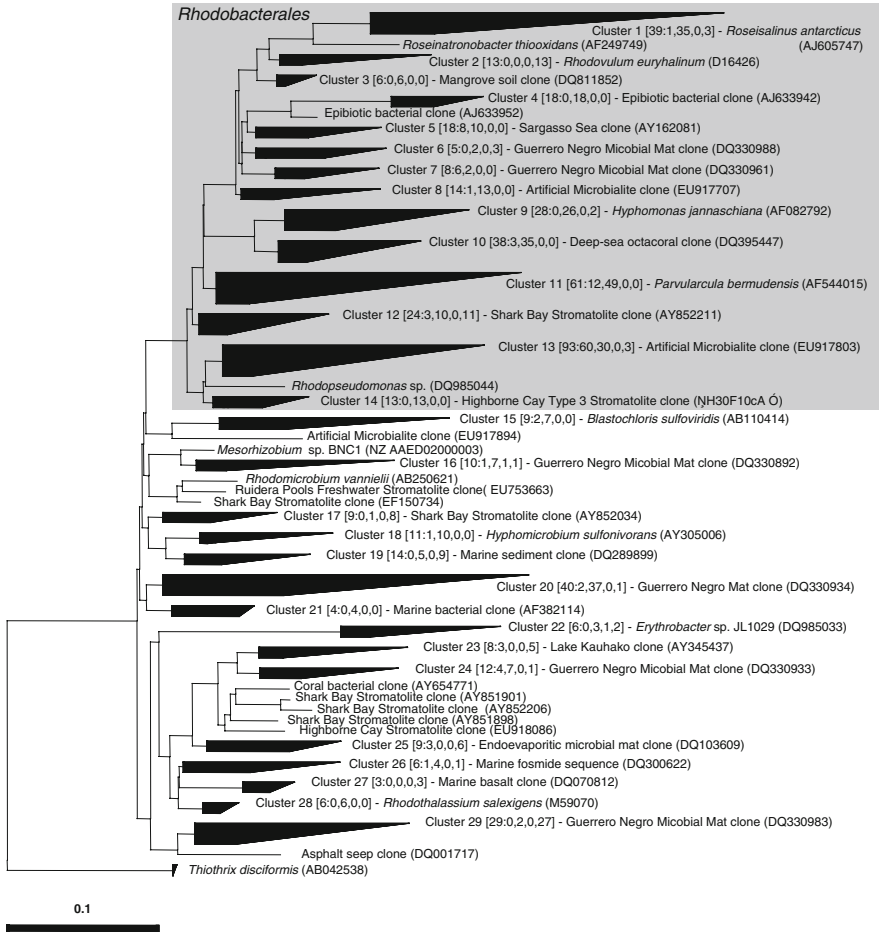 Rhodobacterales
Cluster 1 [39:1,35,0,3] - Roseisalinus antarcticus
(AJ605747)
Roseinatronobacter thiooxidans (AF249749)
Cluster 2 [13:0,0,0,13] - Rhodovulum euryhalinum (D16426)
Cluster 3 [6:0,6,0,0] - Mangrove soil clone (DQ811852)
Cluster 4 [18:0,18,0,0] - Epibiotic bacterial clone (AJ633942)
Epibiotic bacterial clone (AJ633952)
Cluster 5 [18:8,10,0,0] - Sargasso Sea clone (AY162081)
Cluster 6 [5:0,2,0,3] - Guerrero Negro Micobial Mat clone (DQ330988)
Cluster 7 [8:6,2,0,0] - Guerrero Negro Micobial Mat clone (DQ330961)
Cluster 8 [14:1,13,0,0] - Artificial Microbialite clone (EU917707)
Cluster 9 [28:0,26,0,2] - Hyphomonas jannaschiana (AF082792)
Cluster 10 [38:3,35,0,0] - Deep-sea octacoral clone (DQ395447)
Cluster 11 [61:12,49,0,0] - Parvularcula bermudensis (AF544015)
Cluster 12 [24:3,10,0,11] - Shark Bay Stromatolite clone (AY852211)
Cluster 13 [93:60,30,0,3] - Artificial Microbialite clone (EU917803)
Rhodopseudomonas sp. (DQ985044)
Cluster 14 [13:0,13,0,0] - Highborne Cay Type 3 Stromatolite clone (ŅH30F10cA Ó)
Cluster 15 [9:2,7,0,0] - Blastochloris sulfoviridis (AB110414)
Artificial Microbialite clone (EU917894)
Mesorhizobium sp. BNC1 (NZ AAED02000003)
Cluster 16 [10:1,7,1,1] - Guerrero Negro Micobial Mat clone (DQ330892)
Rhodomicrobium vannielii (AB250621)
Ruidera Pools Freshwater Stromatolite clone( EU753663)
Shark Bay Stromatolite clone (EF150734)
Cluster 17 [9:0,1,0,8] - Shark Bay Stromatolite clone (AY852034)
Cluster 18 [11:1,10,0,0] - Hyphomicrobium sulfonivorans (AY305006)
Cluster 19 [14:0,5,0,9] - Marine sediment clone (DQ289899)
Cluster 20 [40:2,37,0,1] - Guerrero Negro Mat clone (DQ330934)
Cluster 21 [4:0,4,0,0] - Marine bacterial clone (AF382114)
Cluster 22 [6:0,3,1,2] - Erythrobacter sp. JL1029 (DQ985033)
Cluster 23 [8:3,0,0,5] - Lake Kauhako clone (AY345437)
Cluster 24 [12:4,7,0,1] - Guerrero Negro Micobial Mat clone (DQ330933)
Coral bacterial clone (AY654771)
Shark Bay Stromatolite clone (AY851901)
Shark Bay Stromatolite clone (AY852206)
Shark Bay Stromatolite clone (AY851898)
Highborne Cay Stromatolite clone (EU918086)
Cluster 25 [9:3,0,0,6] - Endoevaporitic microbial mat clone (DQ103609)
Cluster 26 [6:1,4,0,1] - Marine fosmide sequence (DQ300622)
Cluster 27 [3:0,0,0,3] - Marine basalt clone (DQ070812)
Cluster 28 [6:0,6,0,0] - Rhodothalassium salexigens (M59070)
Cluster 29 [29:0,2,0,27] - Guerrero Negro Micobial Mat clone (DQ330983)
Asphalt seep clone (DQ001717)
Thiothrix disciformis (AB042538)
0.1